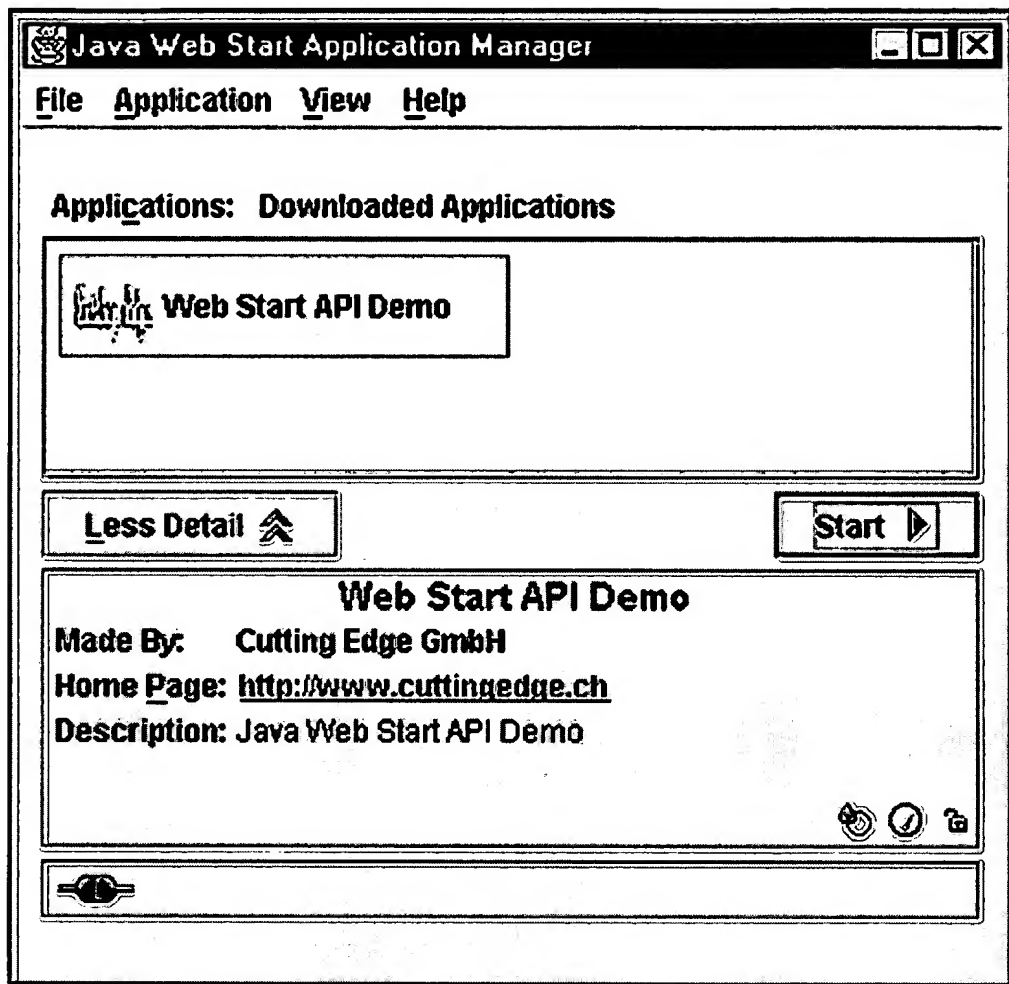 Java Web Start Application Manager
File Application View Help
Applications: Downloaded Applications
Web Start API Demo
Less Detail
Start
Web Start API Demo
Made By: Cutting Edge GmbH
Home Page: http://www.cuttingedge.ch
Description: Java Web Start API Demo